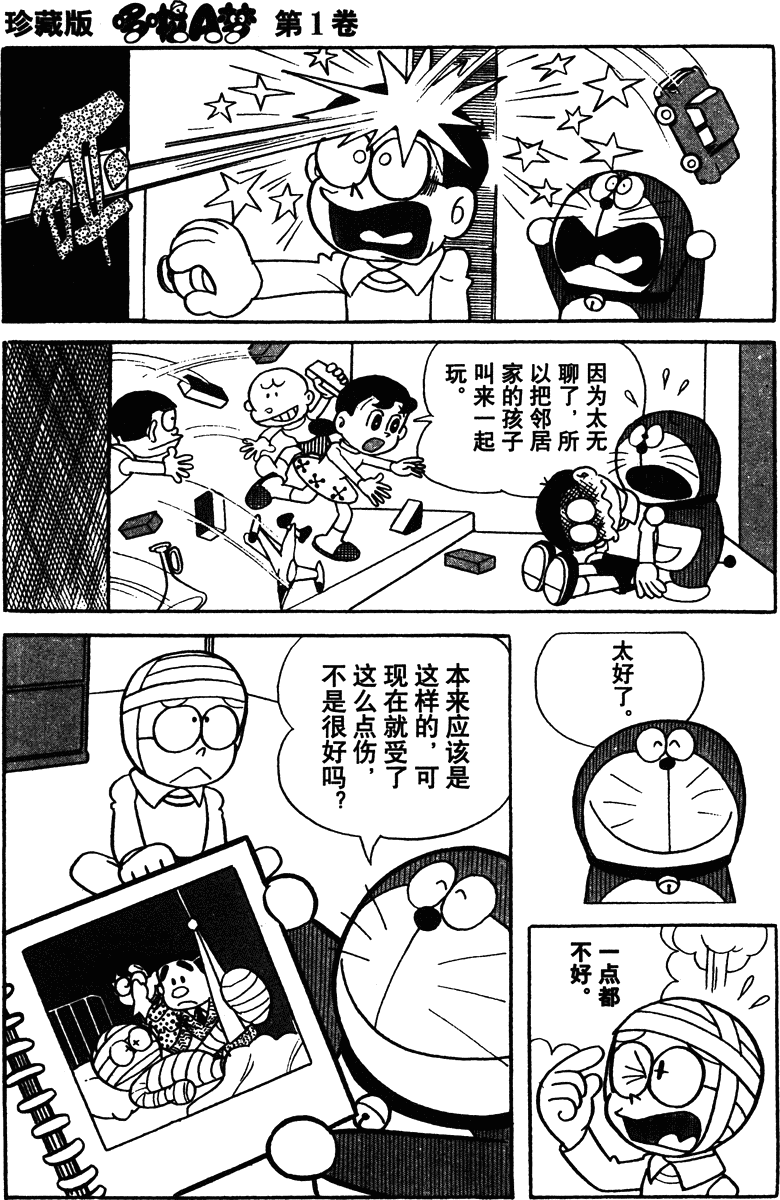 珍藏版 哆啦A梦 第1卷
因为太无
聊了，所
以把邻居
家的孩子
叫来一起
玩。
太好了。
本来应该是
这样的，可
现在就受了
这么点伤，
不是很好吗？
一点都
不好。